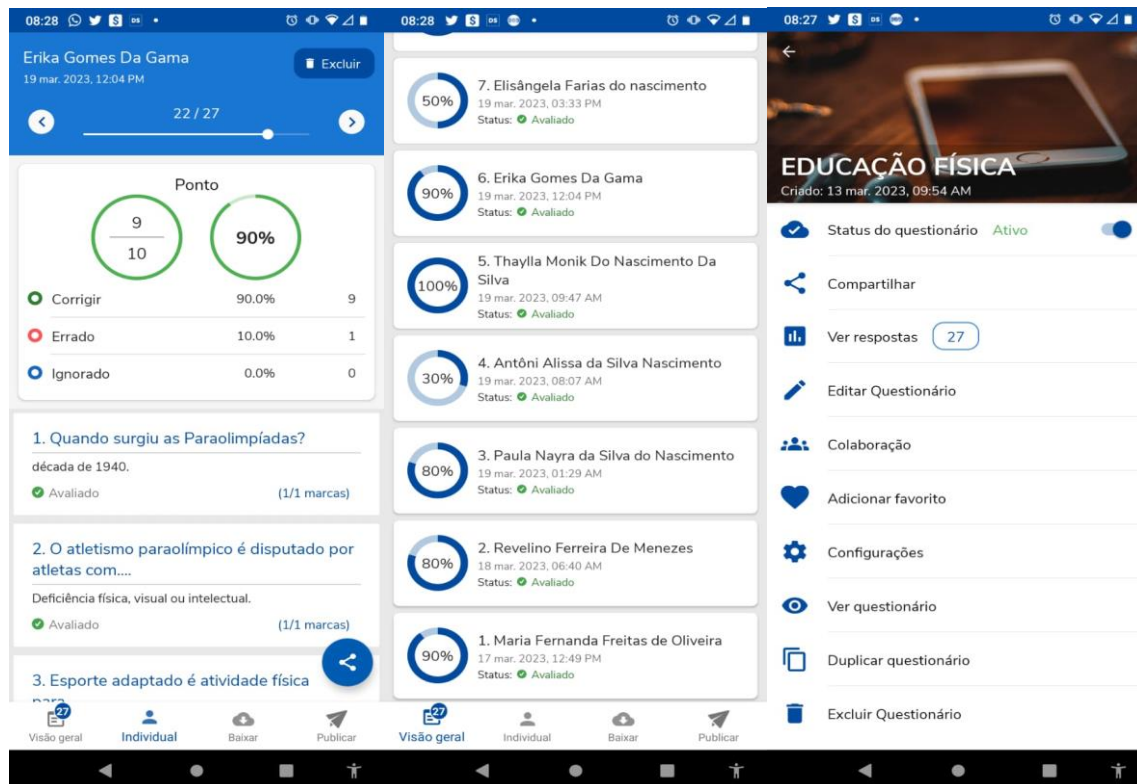 08:28
Erika Gomes Da Gama
19 mar. 2023, 12:04 PM
Excluir
22 / 27
Ponto
9
10
90%
Corrigir 90.0% 9
Errado 10.0% 1
Ignorado 0.0% 0
1. Quando surgiu as Paraolimpíadas?
década de 1940.
Avaliado (1/1 marcas)
2. O atletismo paraolímpico é disputado por
atletas com....
Deficiência física, visual ou intelectual.
Avaliado (1/1 marcas)
3. Esporte adaptado é atividade física
para
27
Visão geral Individual Baixar Publicar
08:28
50%
7. Elisângela Farias do nascimento
19 mar. 2023, 03:33 PM
Status: Avaliado
90%
6. Erika Gomes Da Gama
19 mar. 2023, 12:04 PM
Status: Avaliado
100%
5. Thaylla Monik Do Nascimento Da
Silva
19 mar. 2023, 09:47 AM
Status: Avaliado
30%
4. Antôni Alissa da Silva Nascimento
19 mar. 2023, 08:07 AM
Status: Avaliado
80%
3. Paula Nayra da Silva do Nascimento
19 mar. 2023, 01:29 AM
Status: Avaliado
80%
2. Revelino Ferreira De Menezes
18 mar. 2023, 06:40 AM
Status: Avaliado
90%
1. Maria Fernanda Freitas de Oliveira
17 mar. 2023, 12:49 PM
Status: Avaliado
27
Visão geral Individual Baixar Publicar
08:27
EDUCAÇÃO FÍSICA
Criado: 13 mar. 2023, 09:54 AM
Status do questionário Ativo
Compartilhar
Ver respostas 27
Editar Questionário
Colaboração
Adicionar favorito
Configurações
Ver questionário
Duplicar questionário
Excluir Questionário